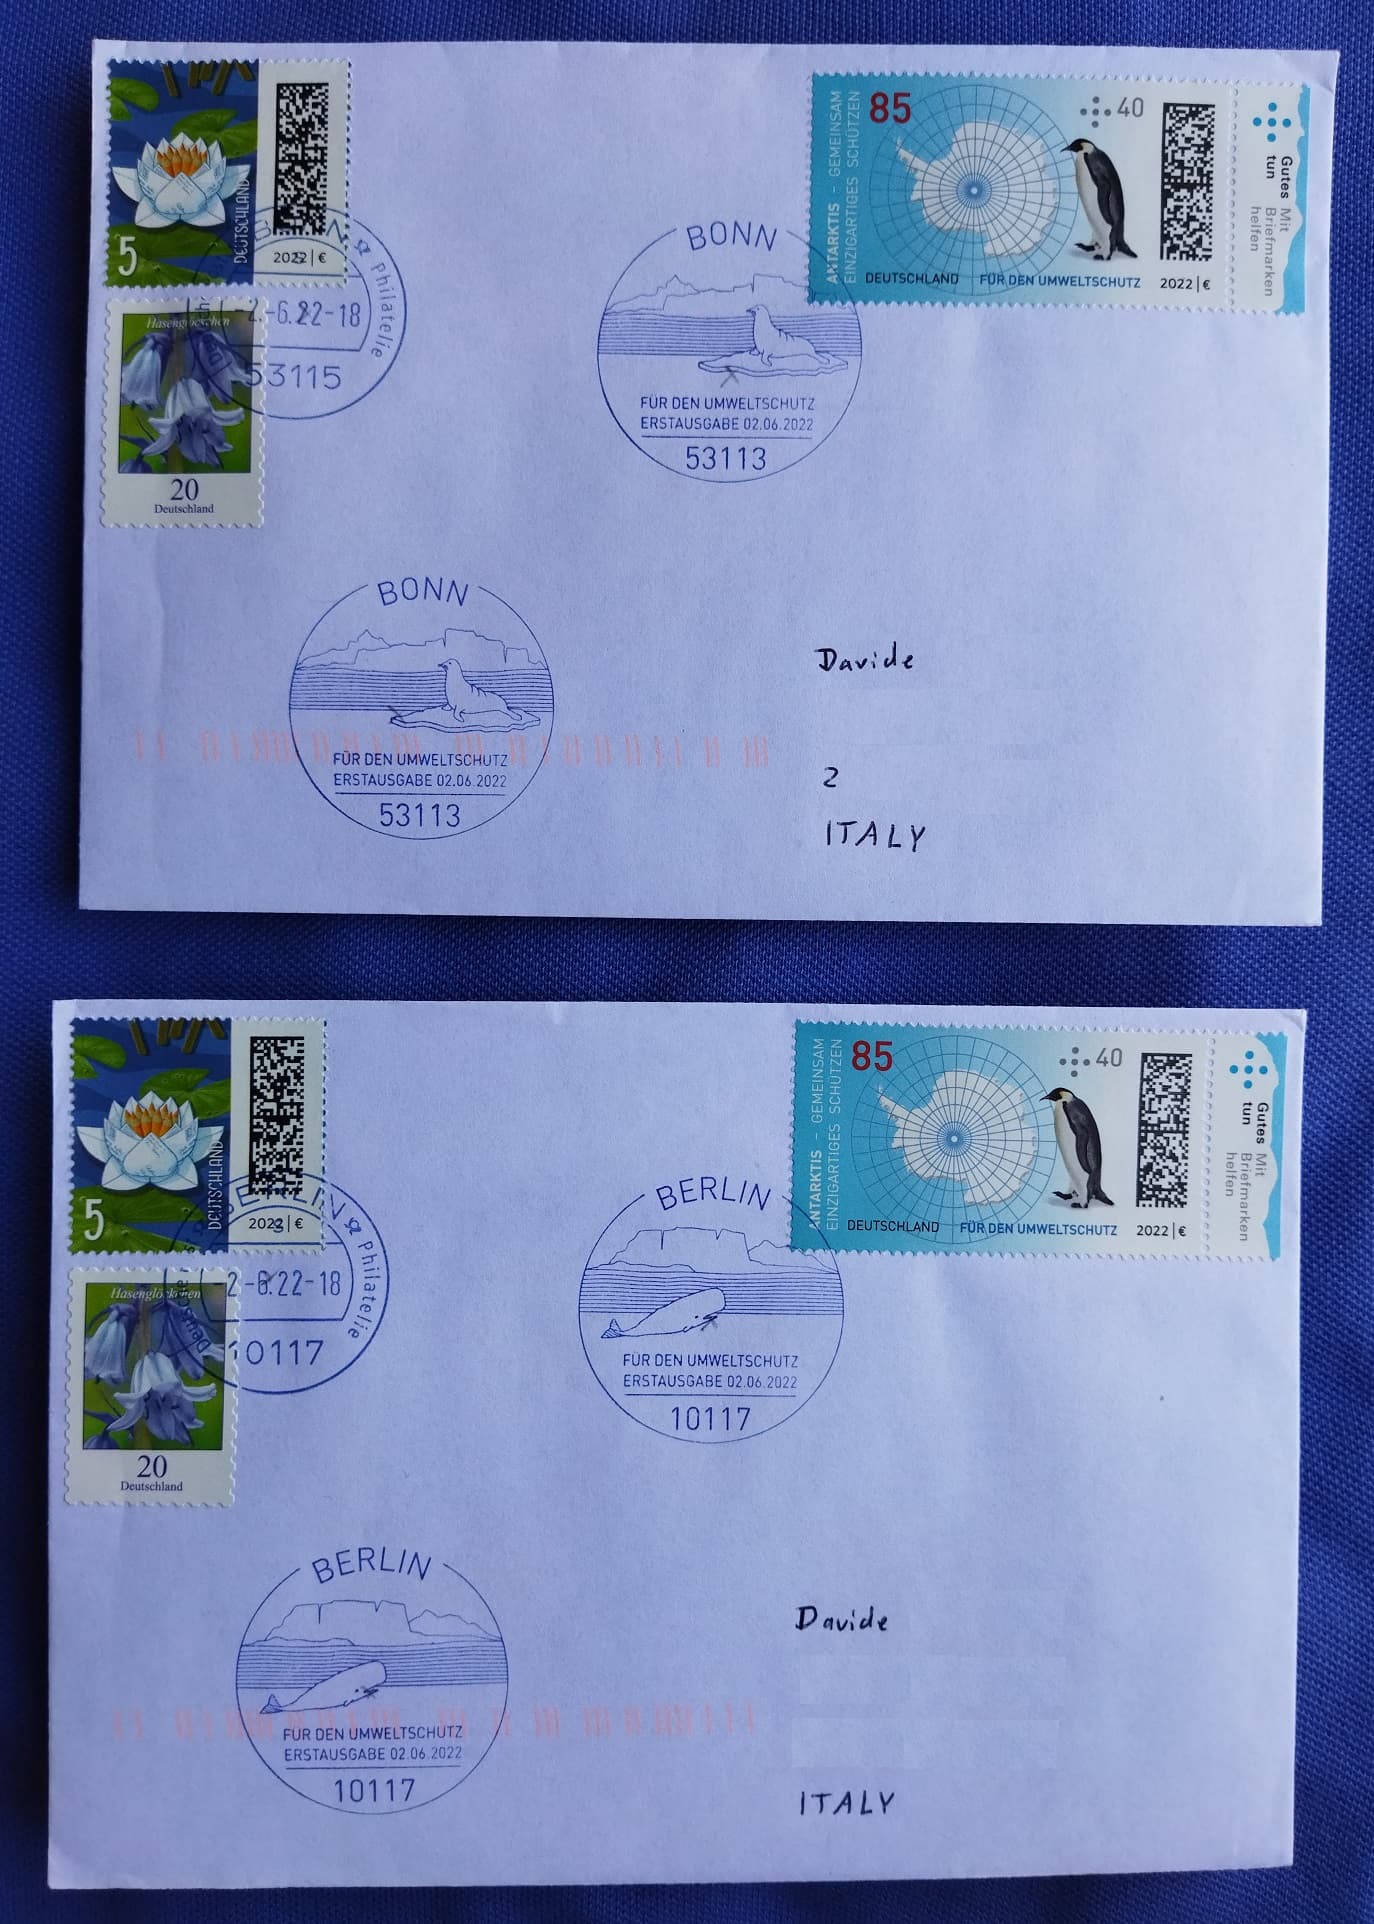 DEUTSCHLAND
5
2022 | €
BONN
Philatelie
-2.-6.22-18
53115
Hasenglöckchen
20
Deutschland
BONN
FÜR DEN UMWELTSCHUTZ
ERSTAUSGABE 02.06.2022
53113
ANTARKTIS – GEMEINSAM
EINZIGARTIGES SCHÜTZEN
85
40
DEUTSCHLAND FÜR DEN UMWELTSCHUTZ 2022 | €
Gutes
tun
Mit
Briefmarken
helfen
BONN
FÜR DEN UMWELTSCHUTZ
ERSTAUSGABE 02.06.2022
53113
Davide
2
ITALY
DEUTSCHLAND
5
2022 | €
BERLIN
Philatelie
-2.-6.22-18
10117
Hasenglöckchen
20
Deutschland
BERLIN
FÜR DEN UMWELTSCHUTZ
ERSTAUSGABE 02.06.2022
10117
ANTARKTIS – GEMEINSAM
EINZIGARTIGES SCHÜTZEN
85
40
DEUTSCHLAND FÜR DEN UMWELTSCHUTZ 2022 | €
Gutes
tun
Mit
Briefmarken
helfen
BERLIN
FÜR DEN UMWELTSCHUTZ
ERSTAUSGABE 02.06.2022
10117
Davide
ITALY